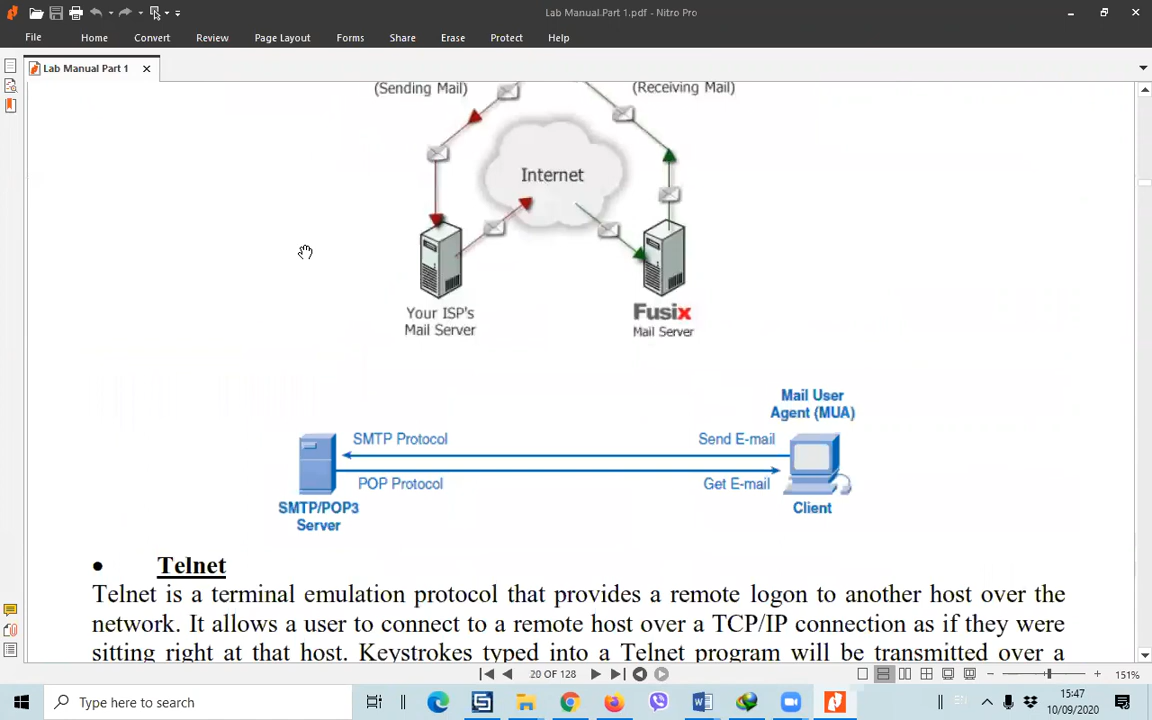 Lab Manual.Part 1.pdf - Nitro Pro
File Home Convert Review Page Layout Forms Share Erase Protect Help
Lab Manual Part 1
(Sending Mail) (Receiving Mail)
Internet
Your ISP's
Mail Server
Fusix
Mail Server
Mail User
Agent (MUA)
SMTP Protocol Send E-mail
POP Protocol Get E-mail
SMTP/POP3
Server
Client
• Telnet
Telnet is a terminal emulation protocol that provides a remote logon to another host over the
network. It allows a user to connect to a remote host over a TCP/IP connection as if they were
sitting right at that host. Keystrokes typed into a Telnet program will be transmitted over a
20 OF 128 151%
Type here to search
15:47
10/09/2020